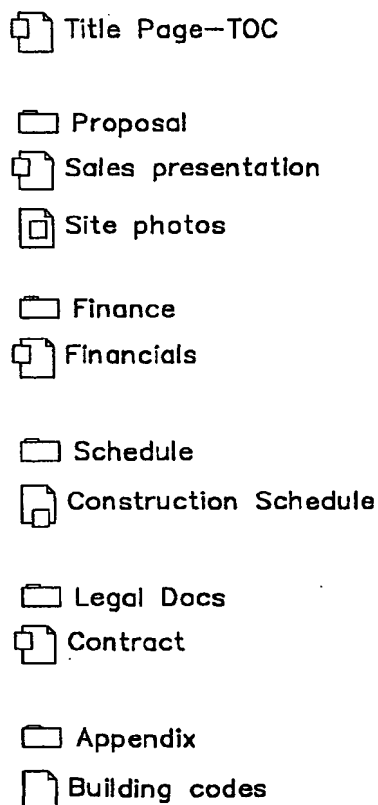 Title Page—TOC
Proposal
Sales presentation
Site photos
Finance
Financials
Schedule
Construction Schedule
Legal Docs
Contract
Appendix
Building codes